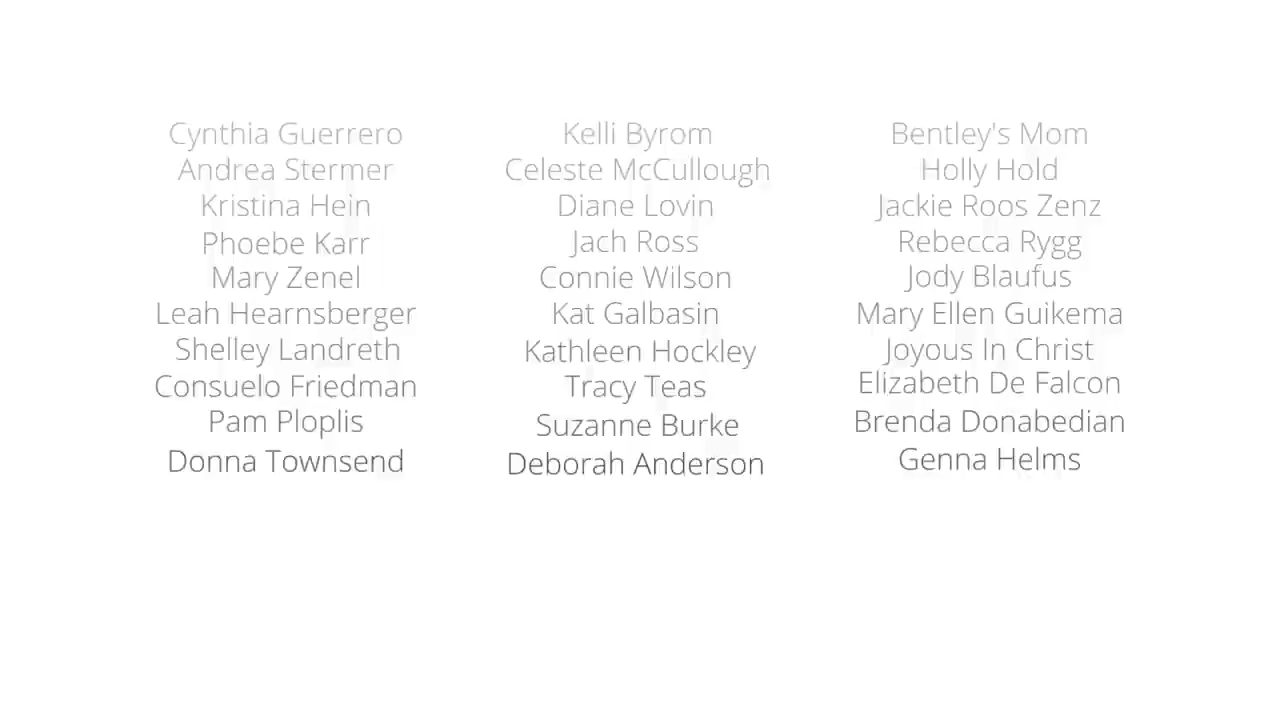 Cynthia Guerrero
Andrea Stermer
Kristina Hein
Phoebe Karr
Mary Zenel
Leah Hearnsberger
Shelley Landreth
Consuelo Friedman
Pam Ploplis
Donna Townsend
Kelli Byrom
Celeste McCullough
Diane Lovin
Jach Ross
Connie Wilson
Kat Galbasin
Kathleen Hockley
Tracy Teas
Suzanne Burke
Deborah Anderson
Bentley's Mom
Holly Hold
Jackie Roos Zenz
Rebecca Rygg
Jody Blaufus
Mary Ellen Guikema
Joyous In Christ
Elizabeth De Falcon
Brenda Donabedian
Genna Helms